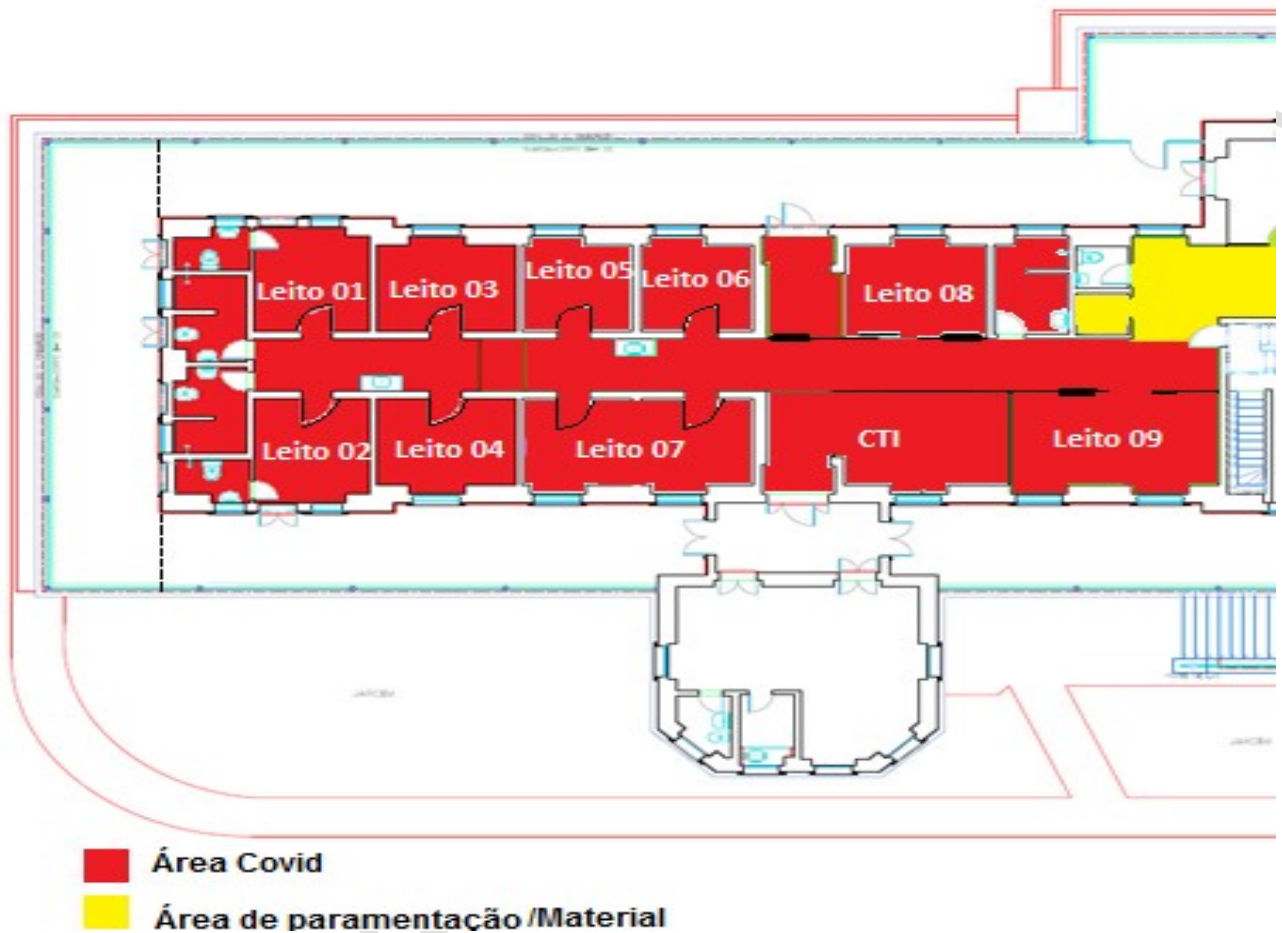 Leito 01
Leito 03
Leito 05
Leito 06
Leito 08
Leito 02
Leito 04
Leito 07
CTI
Leito 09
Área Covid
Área de paramentação /Material